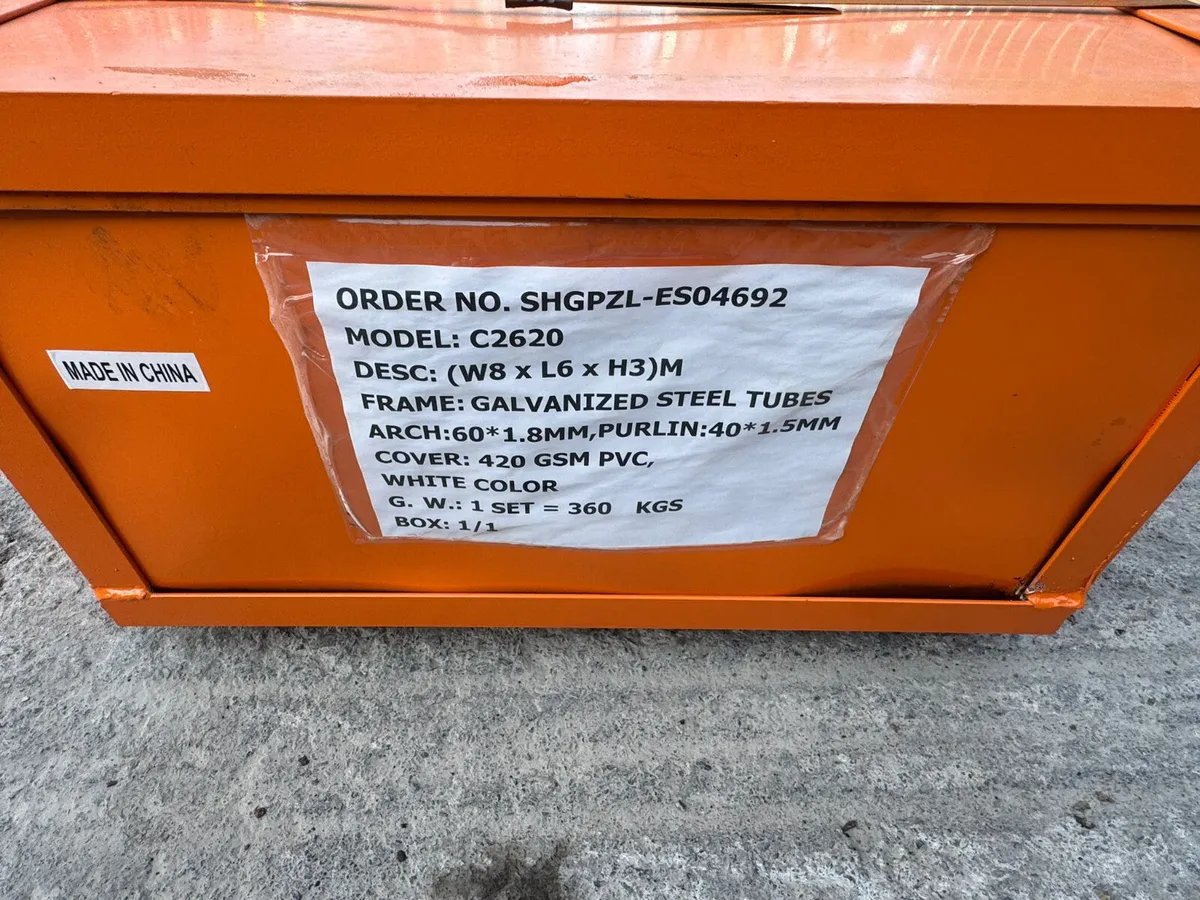 ORDER NO. SHGPZL-ES04692
MODEL: C2620
DESC: (W8 x L6 x H3)M
FRAME: GALVANIZED STEEL TUBES
ARCH:60*1.8MM,PURLIN:40*1.5MM
COVER: 420 GSM PVC,
WHITE COLOR
G. W.: 1 SET = 360 KGS
BOX: 1/1
MADE IN CHINA